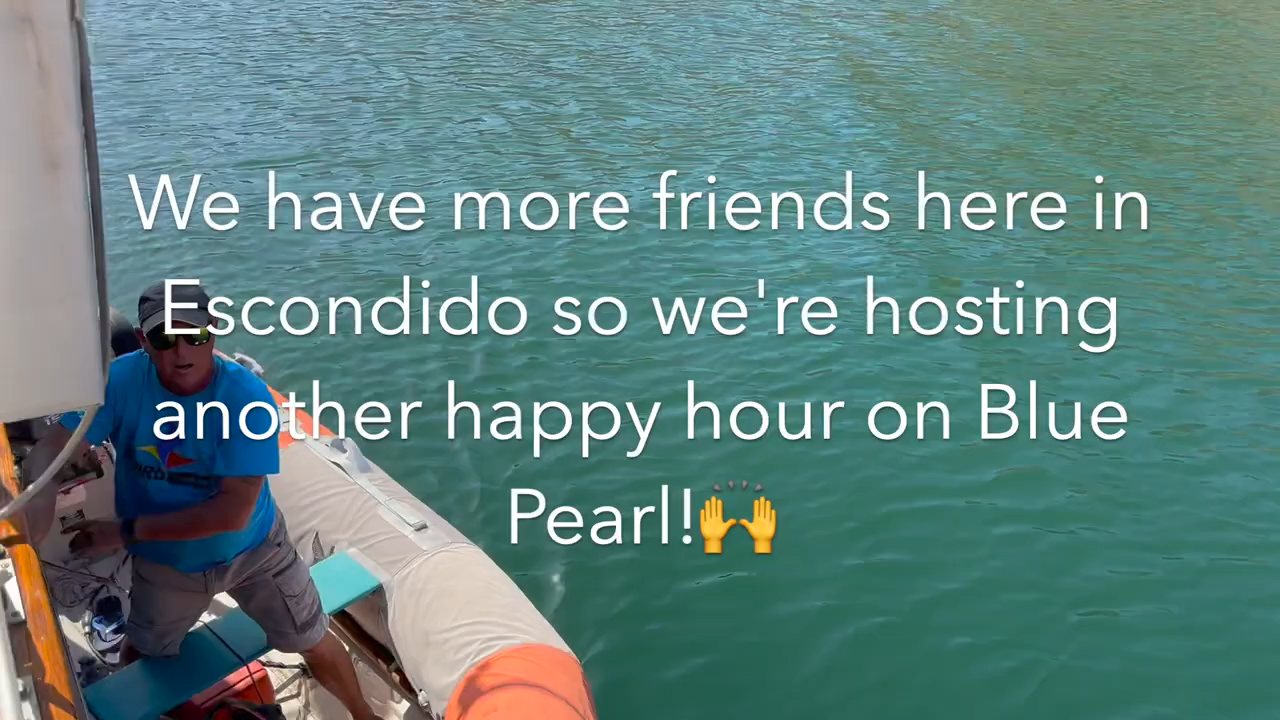 We have more friends here in
Escondido so we're hosting
another happy hour on Blue
Pearl!🙌